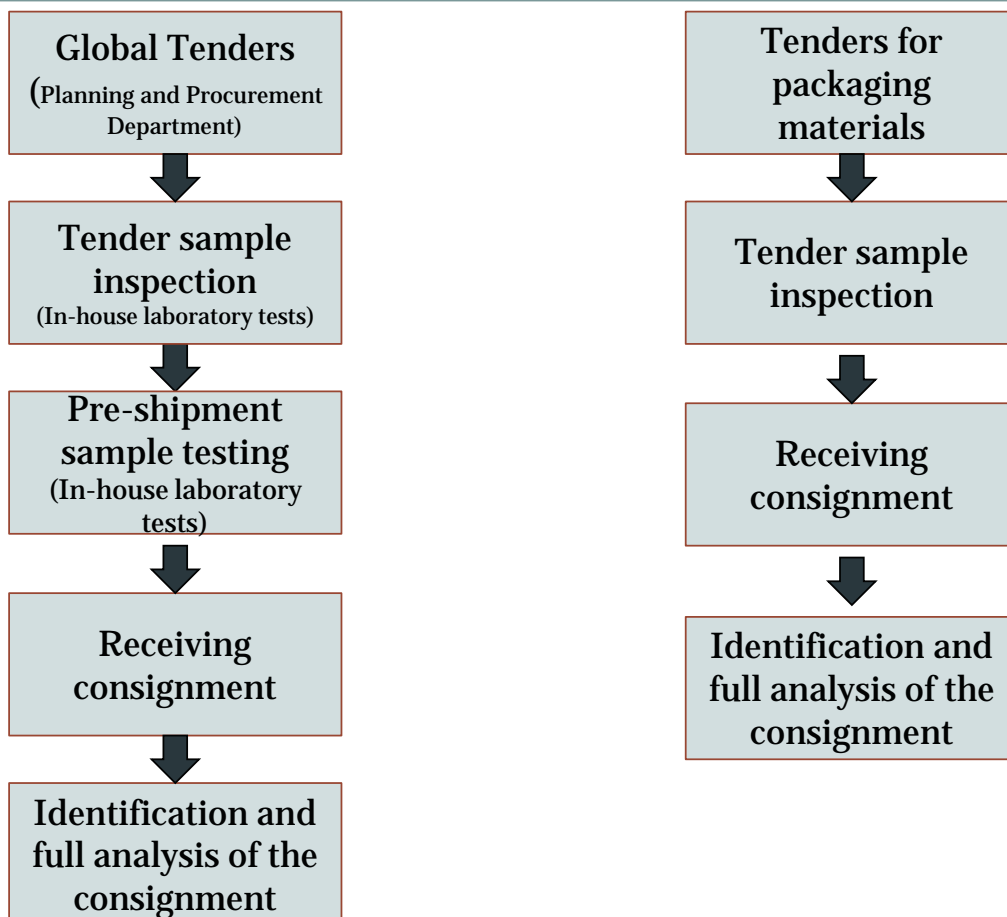 Global Tenders
(Planning and Procurement
Department)
Tender sample
inspection
(In-house laboratory tests)
Pre-shipment
sample testing
(In-house laboratory
tests)
Receiving
consignment
Identification and
full analysis of the
consignment
Tenders for
packaging
materials
Tender sample
inspection
Receiving
consignment
Identification and
full analysis of the
consignment